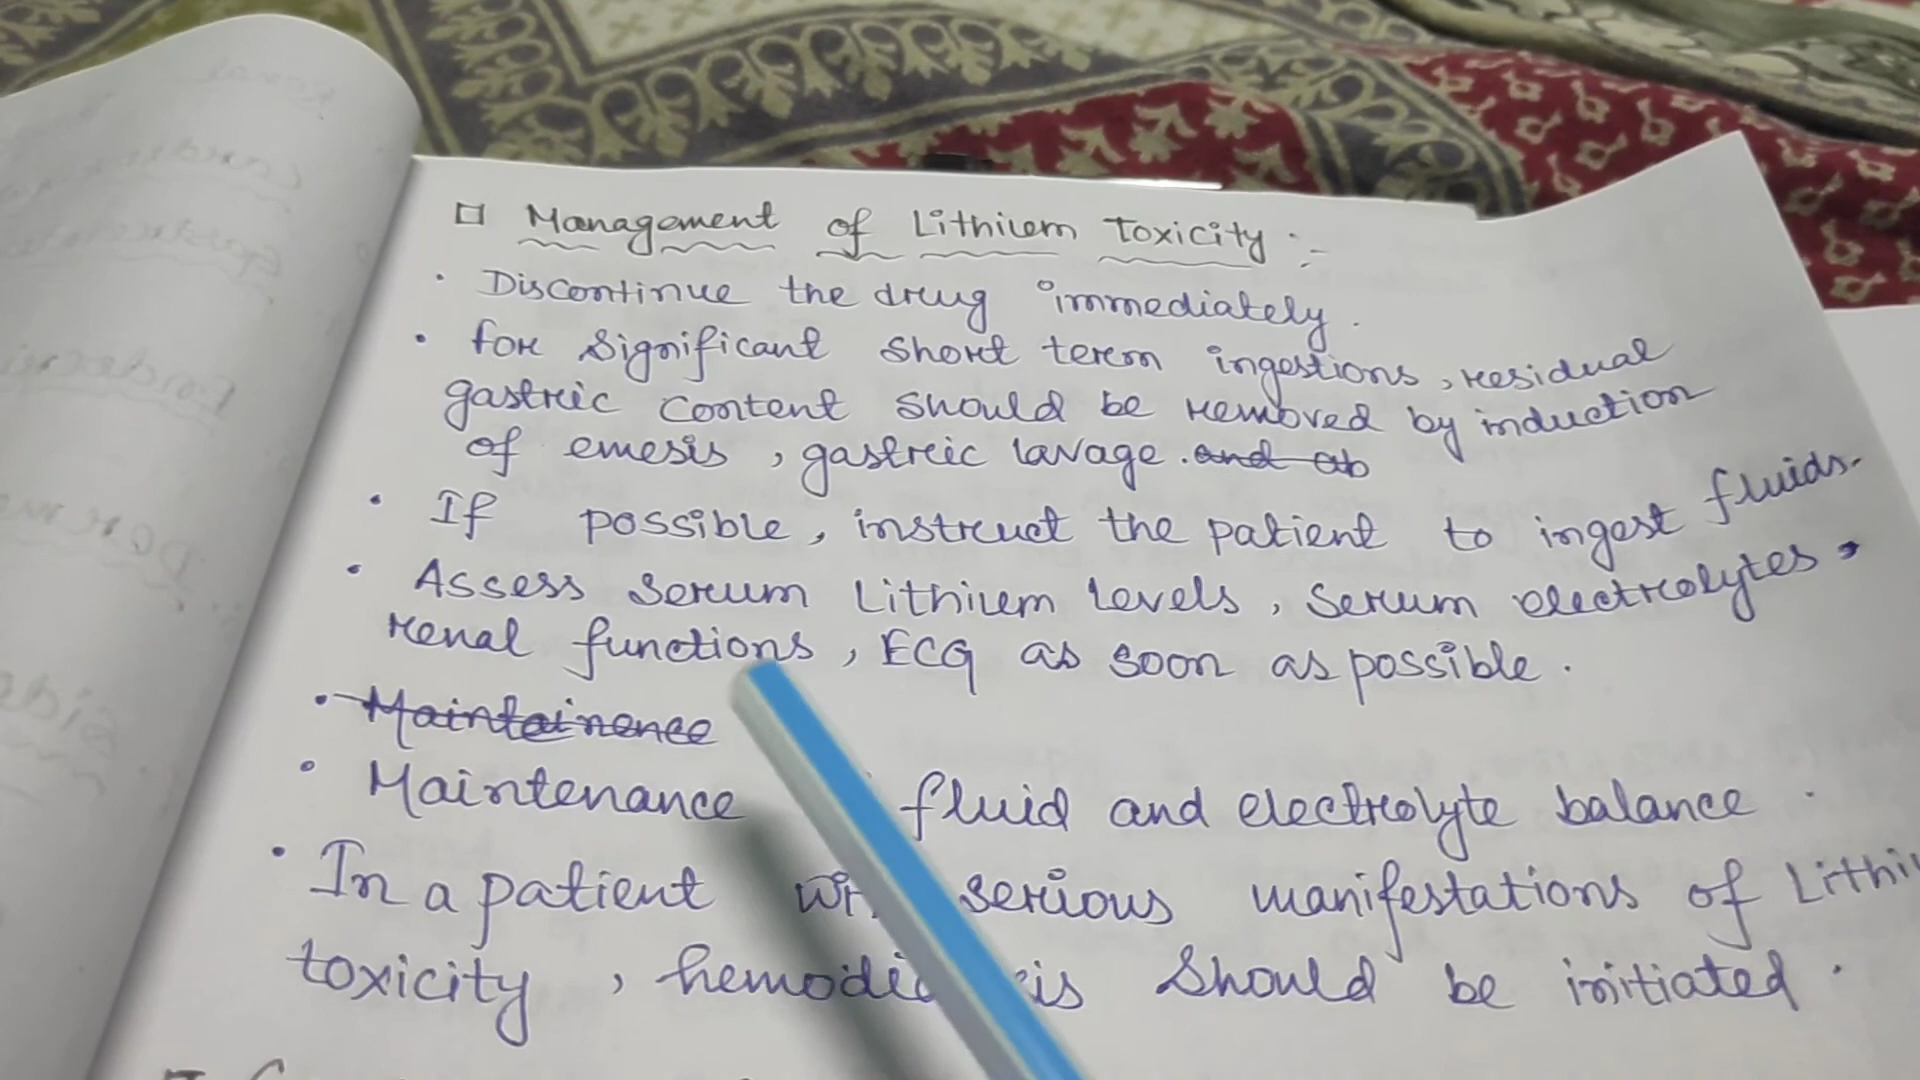 Management of Lithium Toxicity :-
• Discontinue the drug immediately.
• for significant short term ingestions, residual
gastric content should be removed by induction
of emesis, gastric lavage. and ab
• If possible, instruct the patient to ingest fluids.
• Assess serum Lithium Levels, serum electrolytes,
renal functions, ECG as soon as possible.
• Maintainence
• Maintenance fluid and electrolyte balance.
• In a patient serious manifestations of
toxicity, should be initiated.